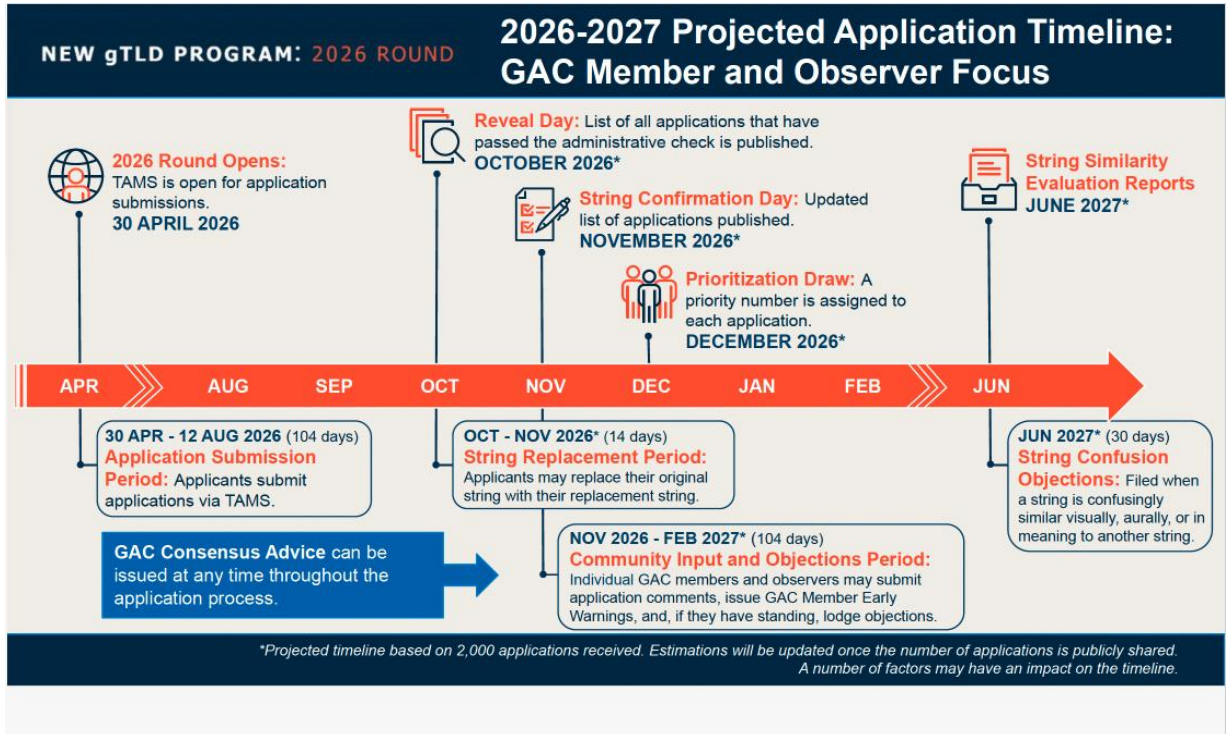 NEW gTLD PROGRAM: 2026 ROUND
2026-2027 Projected Application Timeline:
GAC Member and Observer Focus
2026 Round Opens:
TAMS is open for application
submissions.
30 APRIL 2026
Reveal Day: List of all applications that have
passed the administrative check is published.
OCTOBER 2026*
String Confirmation Day: Updated
list of applications published.
NOVEMBER 2026*
Prioritization Draw: A
priority number is assigned to
each application.
DECEMBER 2026*
String Similarity
Evaluation Reports
JUNE 2027*
APR AUG SEP OCT NOV DEC JAN FEB JUN
30 APR - 12 AUG 2026 (104 days)
Application Submission
Period: Applicants submit
applications via TAMS.
OCT - NOV 2026* (14 days)
String Replacement Period:
Applicants may replace their original
string with their replacement string.
JUN 2027* (30 days)
String Confusion
Objections: Filed when
a string is confusingly
similar visually, aurally, or in
meaning to another string.
GAC Consensus Advice can be
issued at any time throughout the
application process.
NOV 2026 - FEB 2027* (104 days)
Community Input and Objections Period:
Individual GAC members and observers may submit
application comments, issue GAC Member Early
Warnings, and, if they have standing, lodge objections.
*Projected timeline based on 2,000 applications received. Estimations will be updated once the number of applications is publicly shared.
A number of factors may have an impact on the timeline.